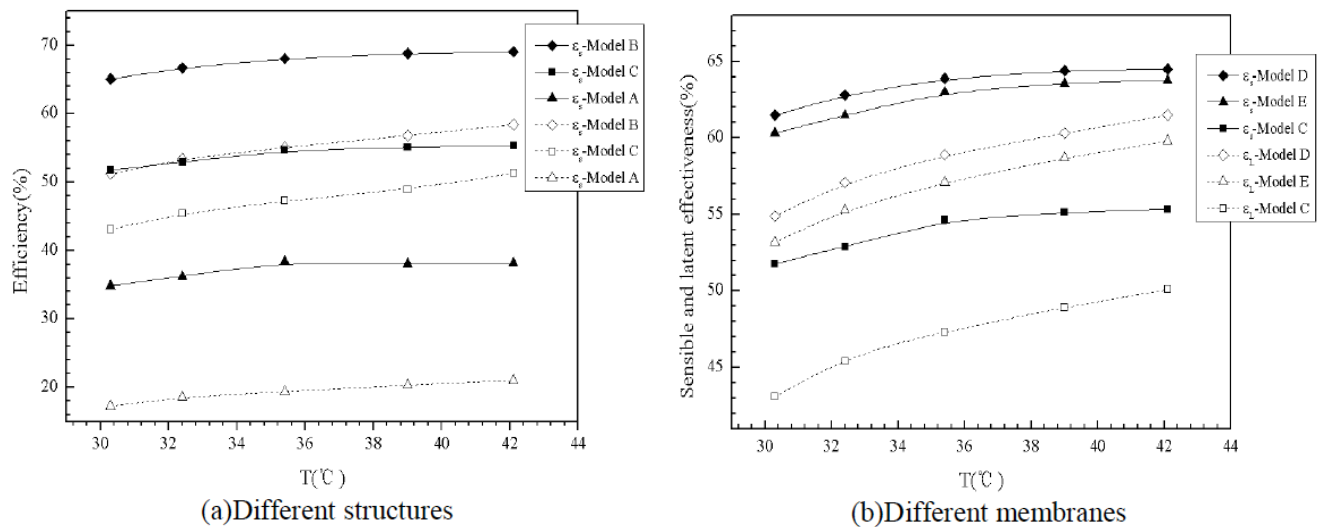 Efficiency(%)
70
60
50
40
30
20
30 32 34 36 38 40 42 44
T(℃)
εs-Model B
εs-Model C
εs-Model A
εs-Model B
εs-Model C
εs-Model A
(a)Different structures
Sensible and latent effectiveness(%)
65
60
55
50
45
30 32 34 36 38 40 42 44
T(℃)
εs-Model D
εs-Model E
εs-Model C
εL-Model D
εL-Model E
εL-Model C
(b)Different membranes